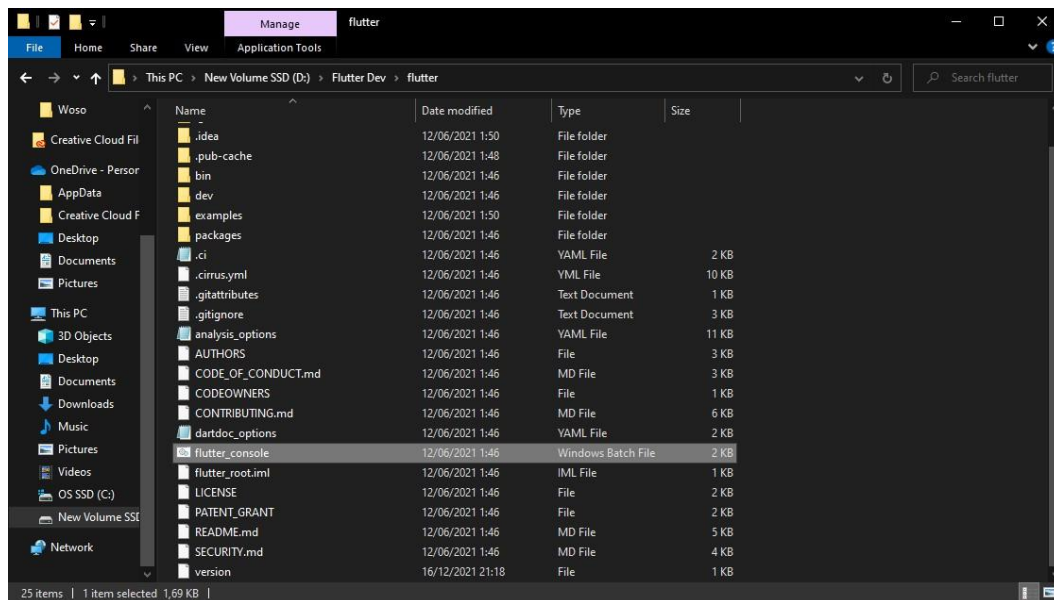 Manage flutter
File Home Share View Application Tools
This PC > New Volume SSD (D:) > Flutter Dev > flutter
Search flutter
Woso
Creative Cloud Fil
OneDrive - Person
AppData
Creative Cloud F
Desktop
Documents
Pictures
This PC
3D Objects
Desktop
Documents
Downloads
Music
Pictures
Videos
OS SSD (C:)
New Volume SSD
Network
Name Date modified Type Size
.idea 12/06/2021 1:50 File folder
.pub-cache 12/06/2021 1:48 File folder
bin 12/06/2021 1:46 File folder
dev 12/06/2021 1:46 File folder
examples 12/06/2021 1:50 File folder
packages 12/06/2021 1:46 File folder
.ci 12/06/2021 1:46 YAML File 2 KB
.cirrus.yml 12/06/2021 1:46 YML File 10 KB
.gitattributes 12/06/2021 1:46 Text Document 1 KB
.gitignore 12/06/2021 1:46 Text Document 3 KB
analysis_options 12/06/2021 1:46 YAML File 11 KB
AUTHORS 12/06/2021 1:46 File 3 KB
CODE_OF_CONDUCT.md 12/06/2021 1:46 MD File 3 KB
CODEOWNERS 12/06/2021 1:46 File 1 KB
CONTRIBUTING.md 12/06/2021 1:46 MD File 6 KB
dartdoc_options 12/06/2021 1:46 YAML File 2 KB
flutter_console 12/06/2021 1:46 Windows Batch File 2 KB
flutter_root.iml 12/06/2021 1:46 IML File 1 KB
LICENSE 12/06/2021 1:46 File 2 KB
PATENT_GRANT 12/06/2021 1:46 File 2 KB
README.md 12/06/2021 1:46 MD File 5 KB
SECURITY.md 12/06/2021 1:46 MD File 4 KB
version 16/12/2021 21:18 File 1 KB
25 items | 1 item selected 1,69 KB |